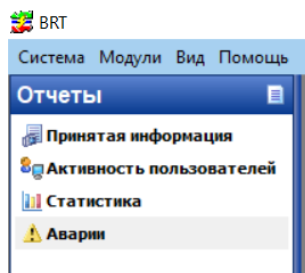 BRT
Система Модули Вид Помощь
Отчеты
Принятая информация
Активность пользователей
Статистика
Аварии